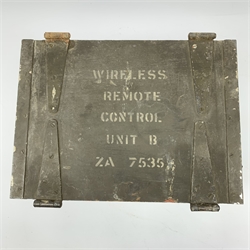 WIRELESS
REMOTE
CONTROL
UNIT B
ZA 7535